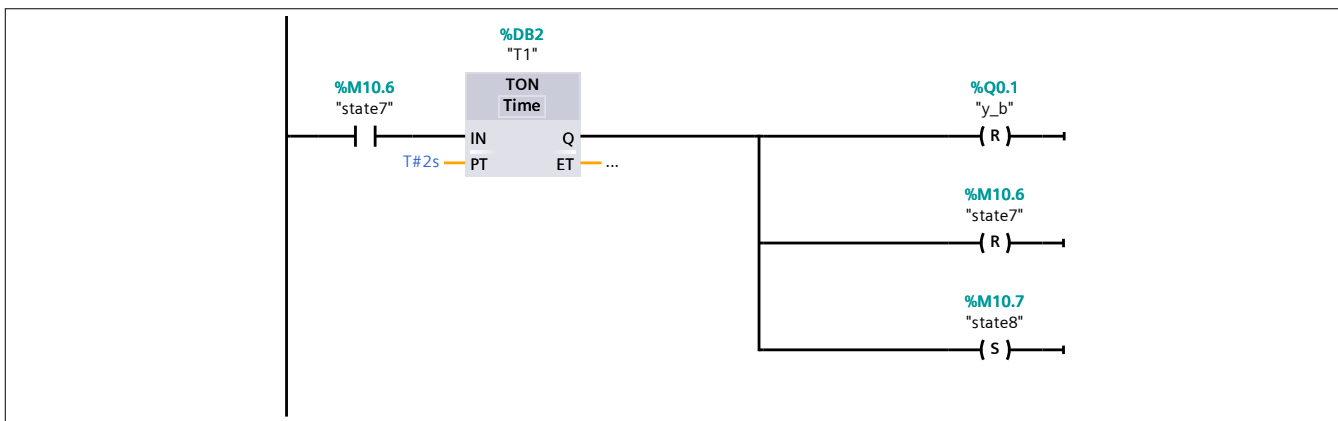 %DB2
"T1"
%M10.6
"state7"
TON
Time
%Q0.1
"y_b"
IN
Q
( R )
T#2s
PT
ET
...
%M10.6
"state7"
( R )
%M10.7
"state8"
( S )